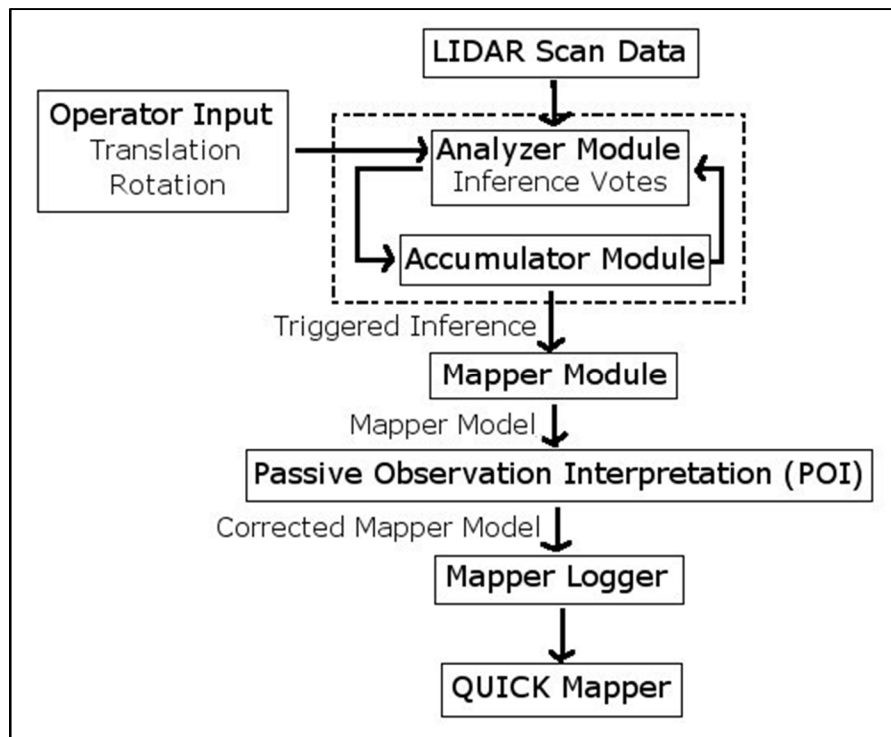 LIDAR Scan Data
Operator Input
Translation
Rotation
Analyzer Module
Inference Votes
Accumulator Module
Triggered Inference
Mapper Module
Mapper Model
Passive Observation Interpretation (POI)
Corrected Mapper Model
Mapper Logger
QUICK Mapper